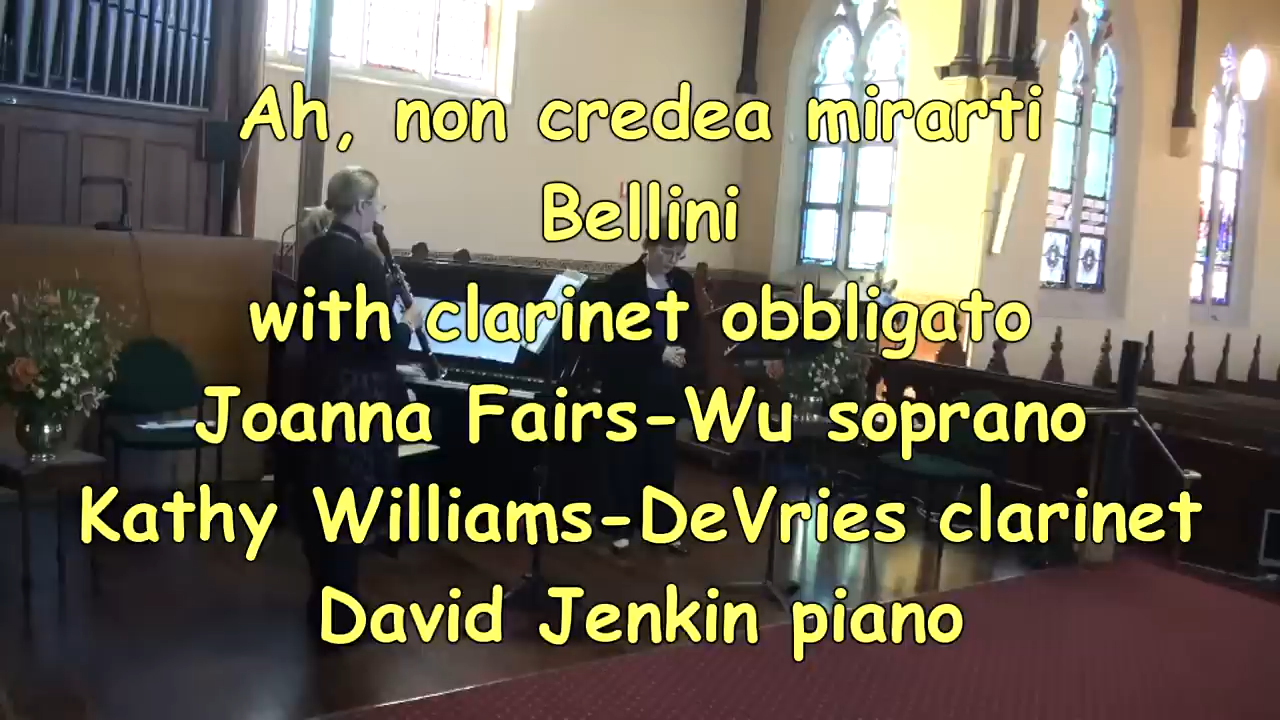 Ah, non credea mirarti
Bellini
with clarinet obbligato
Joanna Fairs-Wu soprano
Kathy Williams-DeVries clarinet
David Jenkin piano